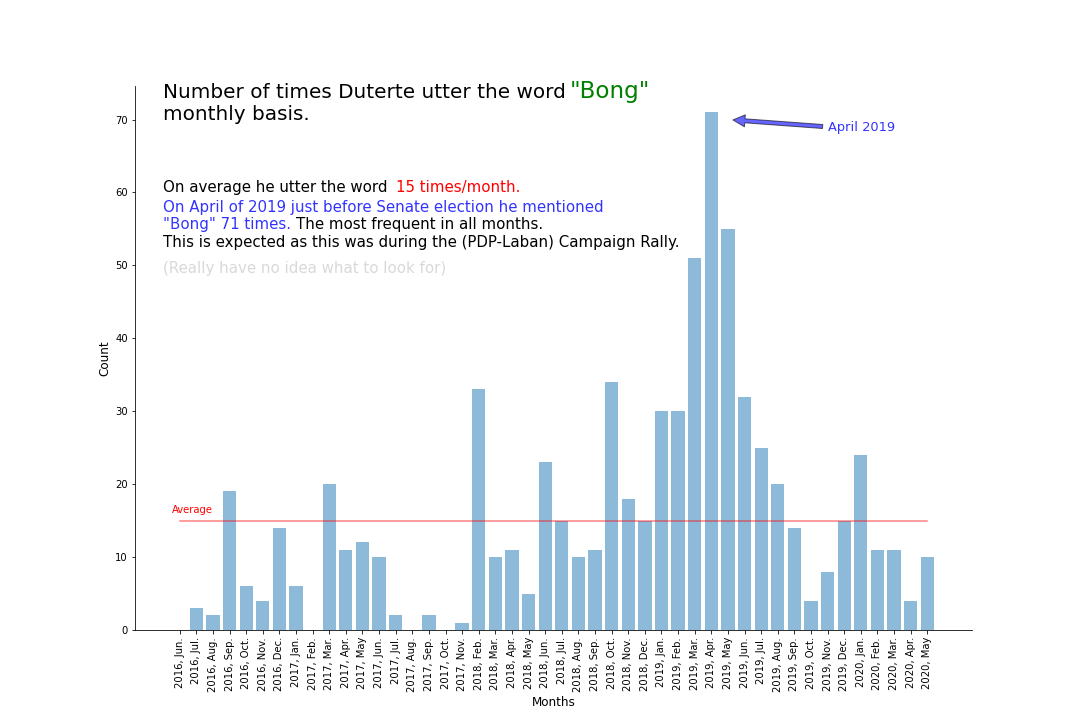 Number of times Duterte utter the word "Bong"
monthly basis.
April 2019
On average he utter the word 15 times/month.
On April of 2019 just before Senate election he mentioned
"Bong" 71 times. The most frequent in all months.
This is expected as this was during the (PDP-Laban) Campaign Rally.
(Really have no idea what to look for)
Count
70
60
50
40
30
20
10
0
Average
2016, Jun.
2016, Jul.
2016, Aug.
2016, Sep.
2016, Oct.
2016, Nov.
2016, Dec.
2017, Jan.
2017, Feb.
2017, Mar.
2017, Apr.
2017, May
2017, Jun.
2017, Jul.
2017, Aug.
2017, Sep.
2017, Oct.
2017, Nov.
2018, Feb.
2018, Mar.
2018, Apr.
2018, May
2018, Jun.
2018, Jul.
2018, Aug.
2018, Sep.
2018, Oct.
2018, Nov.
2018, Dec.
2019, Jan.
2019, Feb.
2019, Mar.
2019, Apr.
2019, May
2019, Jun.
2019, Jul.
2019, Aug.
2019, Sep.
2019, Oct.
2019, Nov.
2019, Dec.
2020, Jan.
2020, Feb.
2020, Mar.
2020, Apr.
2020, May
Months